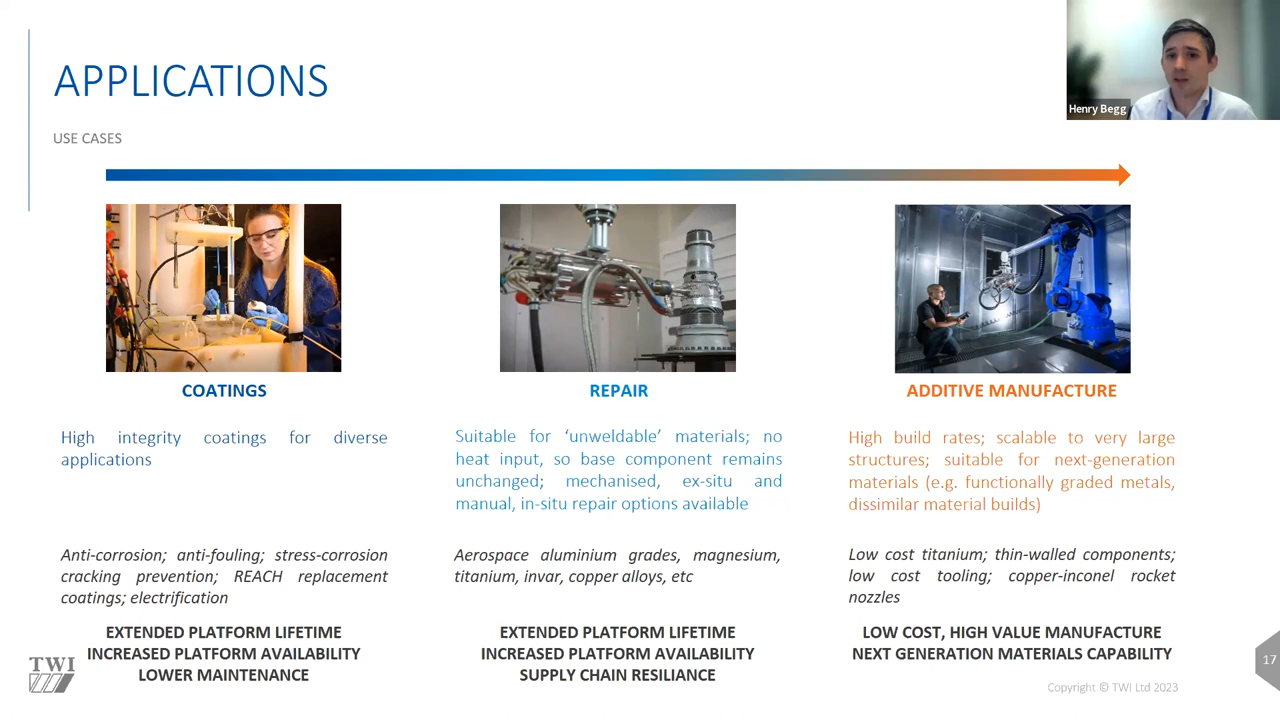 APPLICATIONS
USE CASES
Henry Begg
COATINGS
High integrity coatings for diverse
applications
Anti-corrosion; anti-fouling; stress-corrosion
cracking prevention; REACH replacement
coatings; electrification
EXTENDED PLATFORM LIFETIME
INCREASED PLATFORM AVAILABILITY
LOWER MAINTENANCE
REPAIR
Suitable for ‘unweldable’ materials; no
heat input, so base component remains
unchanged; mechanised, ex-situ and
manual, in-situ repair options available
Aerospace aluminium grades, magnesium,
titanium, invar, copper alloys, etc
EXTENDED PLATFORM LIFETIME
INCREASED PLATFORM AVAILABILITY
SUPPLY CHAIN RESILIANCE
ADDITIVE MANUFACTURE
High build rates; scalable to very large
structures; suitable for next-generation
materials (e.g. functionally graded metals,
dissimilar material builds)
Low cost titanium; thin-walled components;
low cost tooling; copper-inconel rocket
nozzles
LOW COST, HIGH VALUE MANUFACTURE
NEXT GENERATION MATERIALS CAPABILITY
TWI
17
Copyright © TWI Ltd 2023